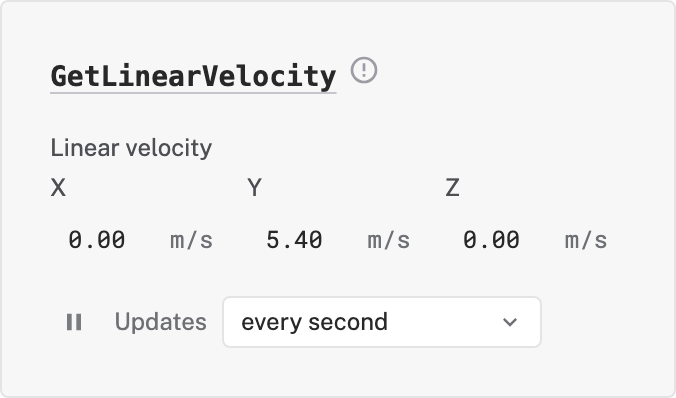 GetLinearVelocity
Linear velocity
X Y Z
0.00 m/s 5.40 m/s 0.00 m/s
Updates every second